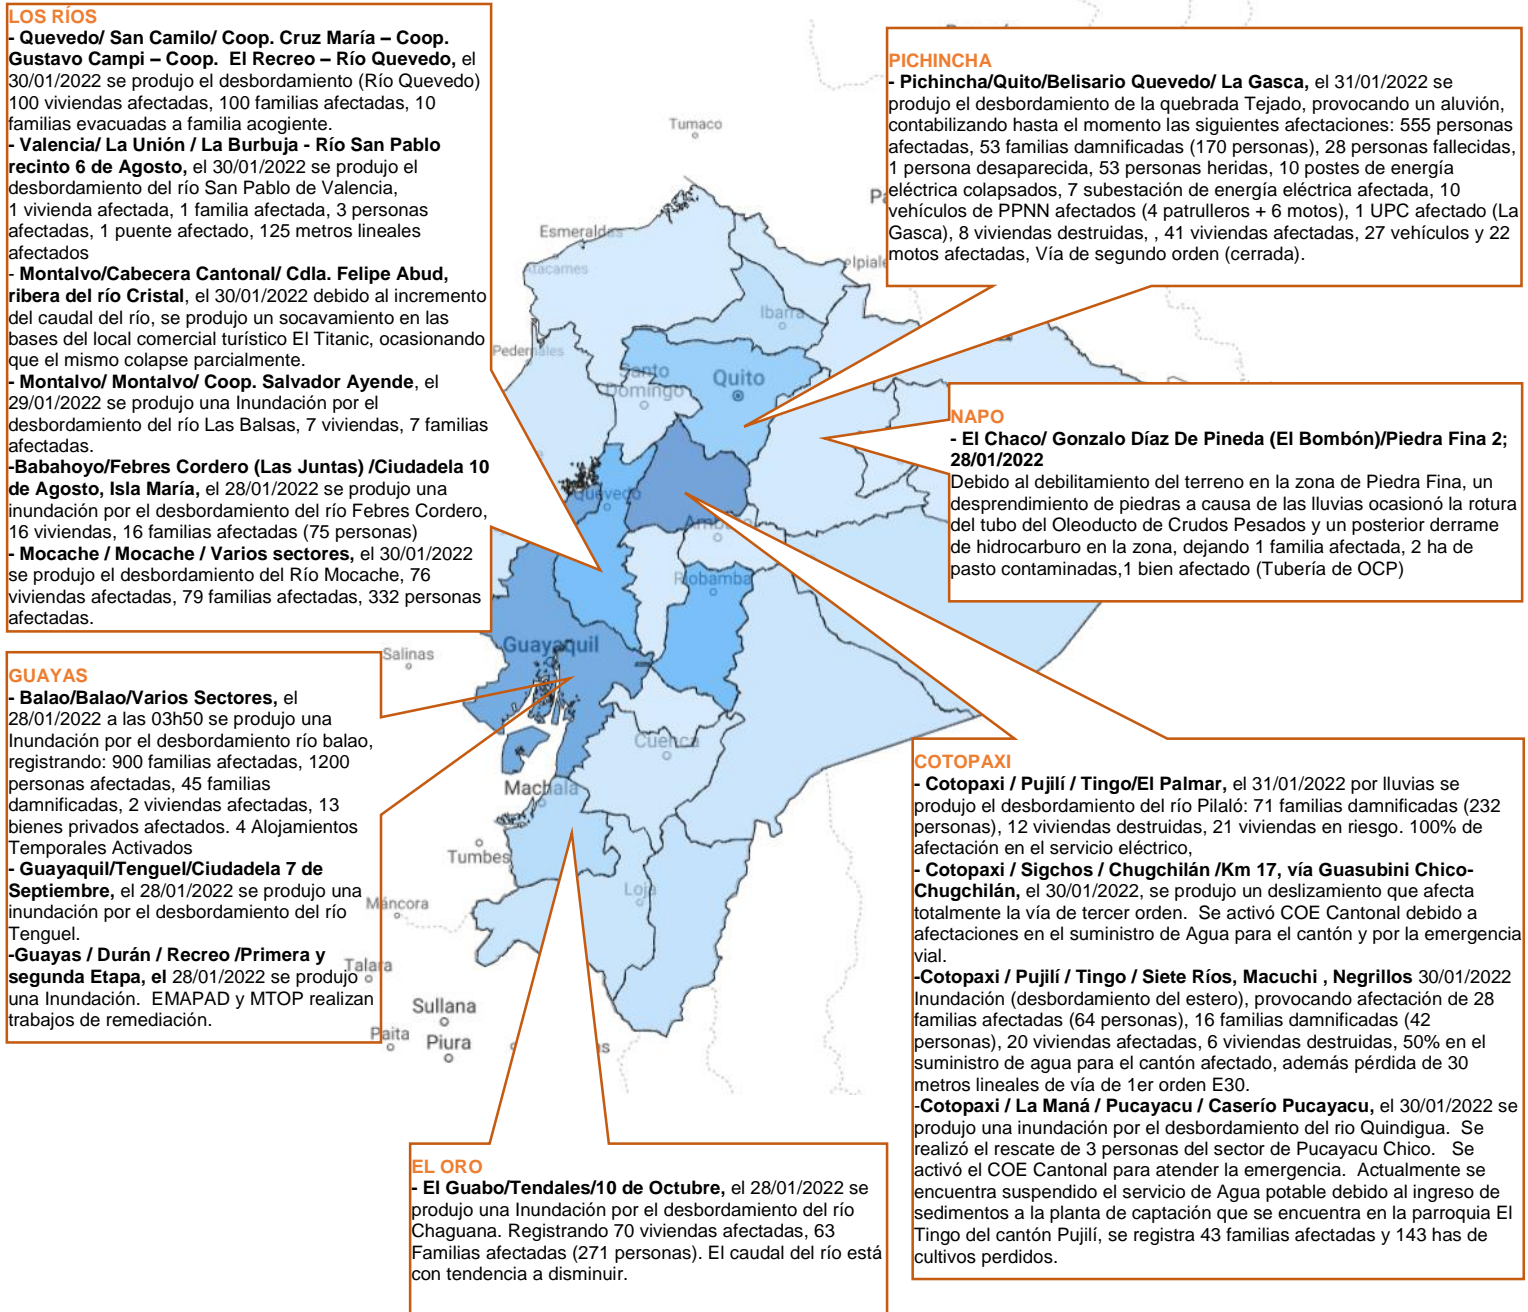 LOS RÍOS
- Quevedo/ San Camilo/ Coop. Cruz María – Coop.
Gustavo Campi – Coop. El Recreo – Río Quevedo, el
30/01/2022 se produjo el desbordamiento (Río Quevedo)
100 viviendas afectadas, 100 familias afectadas, 10
familias evacuadas a familia acogiente.
- Valencia/ La Unión / La Burbuja - Río San Pablo
recinto 6 de Agosto, el 30/01/2022 se produjo el
desbordamiento del río San Pablo de Valencia,
1 vivienda afectada, 1 familia afectada, 3 personas
afectadas, 1 puente afectado, 125 metros lineales
afectados
- Montalvo/Cabecera Cantonal/ Cdla. Felipe Abud,
ribera del río Cristal, el 30/01/2022 debido al incremento
del caudal del río, se produjo un socavamiento en las
bases del local comercial turístico El Titanic, ocasionando
que el mismo colapse parcialmente.
- Montalvo/ Montalvo/ Coop. Salvador Ayende, el
29/01/2022 se produjo una Inundación por el
desbordamiento del río Las Balsas, 7 viviendas, 7 familias
afectadas.
-Babahoyo/Febres Cordero (Las Juntas) /Ciudadela 10
de Agosto, Isla María, el 28/01/2022 se produjo una
inundación por el desbordamiento del río Febres Cordero,
16 viviendas, 16 familias afectadas (75 personas)
- Mocache / Mocache / Varios sectores, el 30/01/2022
se produjo el desbordamiento del Río Mocache, 76
viviendas afectadas, 79 familias afectadas, 332 personas
afectadas.
PICHINCHA
- Pichincha/Quito/Belisario Quevedo/ La Gasca, el 31/01/2022 se
produjo el desbordamiento de la quebrada Tejado, provocando un aluvión,
contabilizando hasta el momento las siguientes afectaciones: 555 personas
afectadas, 53 familias damnificadas (170 personas), 28 personas fallecidas,
1 persona desaparecida, 53 personas heridas, 10 postes de energía
eléctrica colapsados, 7 subestación de energía eléctrica afectada, 10
vehículos de PPNN afectados (4 patrulleros + 6 motos), 1 UPC afectado (La
Gasca), 8 viviendas destruidas, , 41 viviendas afectadas, 27 vehículos y 22
motos afectadas, Vía de segundo orden (cerrada).
NAPO
- El Chaco/ Gonzalo Díaz De Pineda (El Bombón)/Piedra Fina 2;
28/01/2022
Debido al debilitamiento del terreno en la zona de Piedra Fina, un
desprendimiento de piedras a causa de las lluvias ocasionó la rotura
del tubo del Oleoducto de Crudos Pesados y un posterior derrame
de hidrocarburo en la zona, dejando 1 familia afectada, 2 ha de
pasto contaminadas,1 bien afectado (Tubería de OCP)
GUAYAS
- Balao/Balao/Varios Sectores, el
28/01/2022 a las 03h50 se produjo una
Inundación por el desbordamiento río balao,
registrando: 900 familias afectadas, 1200
personas afectadas, 45 familias
damnificadas, 2 viviendas afectadas, 13
bienes privados afectados. 4 Alojamientos
Temporales Activados
- Guayaquil/Tenguel/Ciudadela 7 de
Septiembre, el 28/01/2022 se produjo una
inundación por el desbordamiento del río
Tenguel.
-Guayas / Durán / Recreo /Primera y
segunda Etapa, el 28/01/2022 se produjo
una Inundación. EMAPAD y MTOP realizan
trabajos de remediación.
COTOPAXI
- Cotopaxi / Pujilí / Tingo/El Palmar, el 31/01/2022 por lluvias se
produjo el desbordamiento del río Pilaló: 71 familias damnificadas (232
personas), 12 viviendas destruidas, 21 viviendas en riesgo. 100% de
afectación en el servicio eléctrico,
- Cotopaxi / Sigchos / Chugchilán /Km 17, vía Guasubini Chico-
Chugchilán, el 30/01/2022, se produjo un deslizamiento que afecta
totalmente la vía de tercer orden. Se activó COE Cantonal debido a
afectaciones en el suministro de Agua para el cantón y por la emergencia
vial.
-Cotopaxi / Pujilí / Tingo / Siete Ríos, Macuchi , Negrillos 30/01/2022
Inundación (desbordamiento del estero), provocando afectación de 28
familias afectadas (64 personas), 16 familias damnificadas (42
personas), 20 viviendas afectadas, 6 viviendas destruidas, 50% en el
suministro de agua para el cantón afectado, además pérdida de 30
metros lineales de vía de 1er orden E30.
-Cotopaxi / La Maná / Pucayacu / Caserío Pucayacu, el 30/01/2022 se
produjo una inundación por el desbordamiento del rio Quindigua. Se
realizó el rescate de 3 personas del sector de Pucayacu Chico. Se
activó el COE Cantonal para atender la emergencia. Actualmente se
encuentra suspendido el servicio de Agua potable debido al ingreso de
sedimentos a la planta de captación que se encuentra en la parroquia El
Tingo del cantón Pujilí, se registra 43 familias afectadas y 143 has de
cultivos perdidos.
EL ORO
- El Guabo/Tendales/10 de Octubre, el 28/01/2022 se
produjo una Inundación por el desbordamiento del río
Chaguana. Registrando 70 viviendas afectadas, 63
Familias afectadas (271 personas). El caudal del río está
con tendencia a disminuir.
Tumaco
Esmeraldas
Atacames
Ibarra
Pedernales
Santo
Domingo
Quito
Quevedo
Ambato
Riobamba
Guayaquil
Salinas
Cuenca
Machala
Tumbes
Loja
Máncora
Talara
Sullana
Paita
Piura